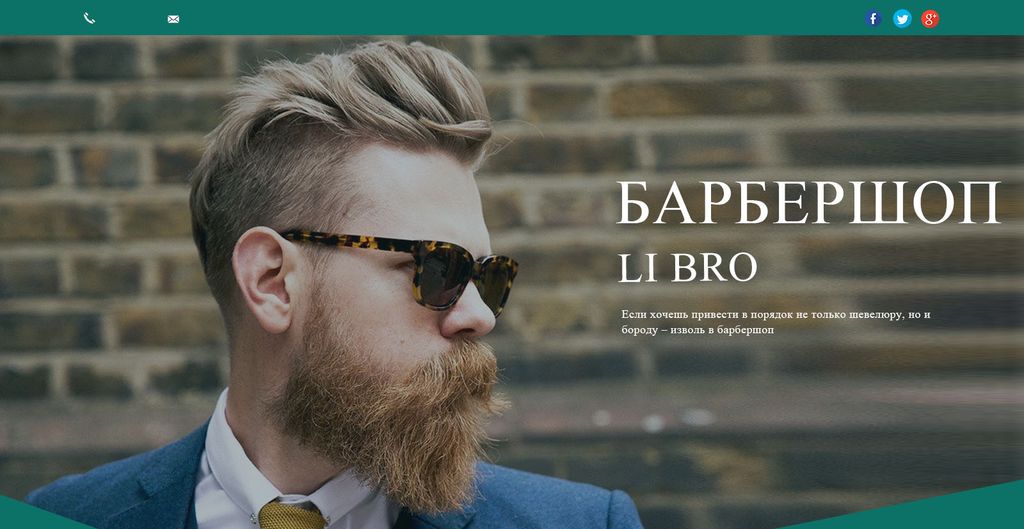 БАРБЕРШОП
LI BRO
Если хочешь привести в порядок не только шевелюру, но и
бороду – изволь в барбершоп